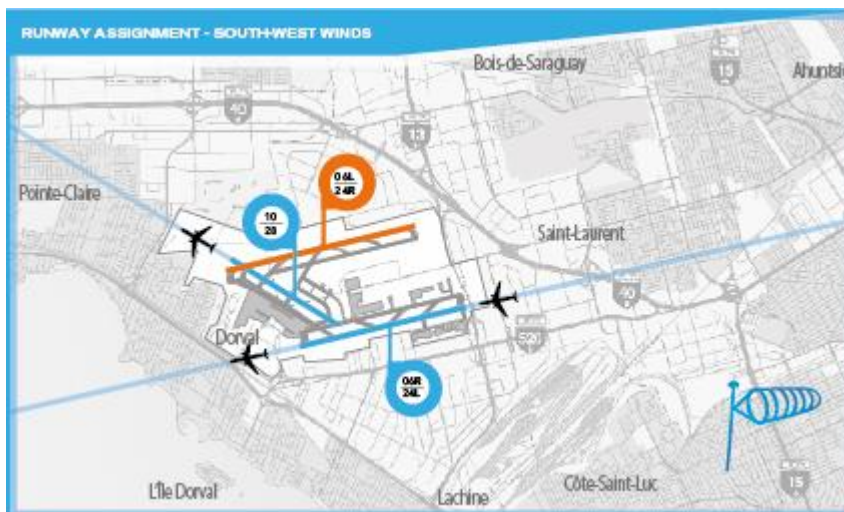 RUNWAY ASSIGNMENT - SOUTH-WEST WINDS
Bois-de-Saraguay
15
Ahuntsi
40
13
Pointe-Claire
06L
24R
10
28
Saint-Laurent
40
Dorval
520
06R
24L
L'Île Dorval
Lachine
Côte-Saint-Luc
15